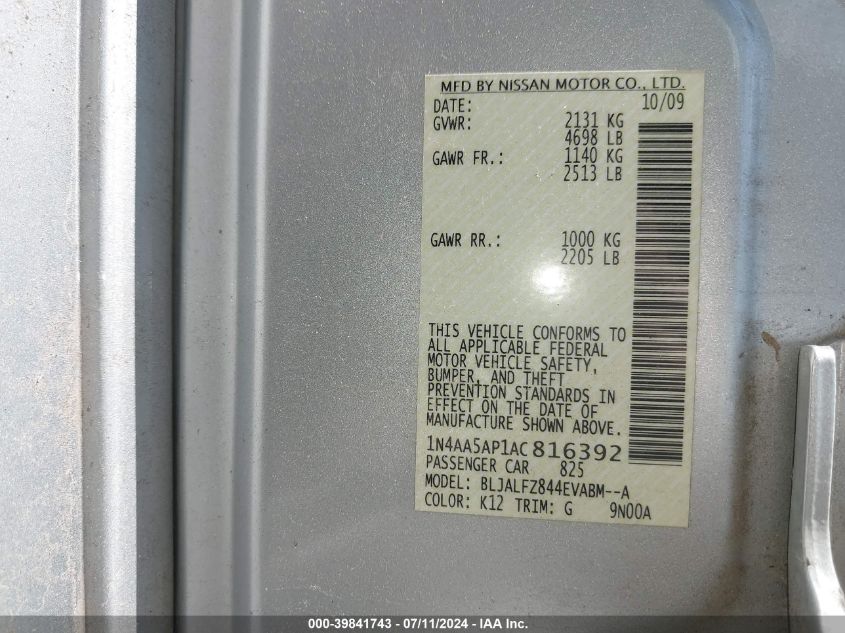 MFD BY NISSAN MOTOR CO., LTD.
DATE: 10/09
GVWR: 2131 KG
4698 LB
GAWR FR.: 1140 KG
2513 LB
GAWR RR.: 1000 KG
2205 LB
THIS VEHICLE CONFORMS TO
ALL APPLICABLE FEDERAL
MOTOR VEHICLE SAFETY,
BUMPER, AND THEFT
PREVENTION STANDARDS IN
EFFECT ON THE DATE OF
MANUFACTURE SHOWN ABOVE.
1N4AA5AP1AC816392
PASSENGER CAR 825
MODEL: BLJALFZ844EVABM--A
COLOR: K12 TRIM: G 9N00A
000-39841743 - 07/11/2024 - IAA Inc.